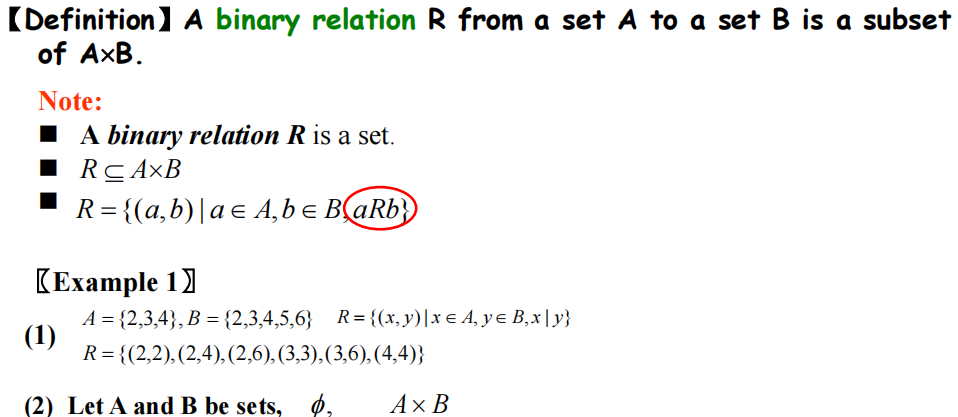 【Definition】A binary relation R from a set A to a set B is a subset
of A×B.
Note:
■ A binary relation R is a set.
■ R ⊆ A×B
■ R = {(a,b) | a ∈ A, b ∈ B, aRb}
〖Example 1〗
A = {2,3,4}, B = {2,3,4,5,6} R = {(x, y) | x ∈ A, y ∈ B, x | y}
(1)
R = {(2,2),(2,4),(2,6),(3,3),(3,6),(4,4)}
(2) Let A and B be sets, ϕ, A × B